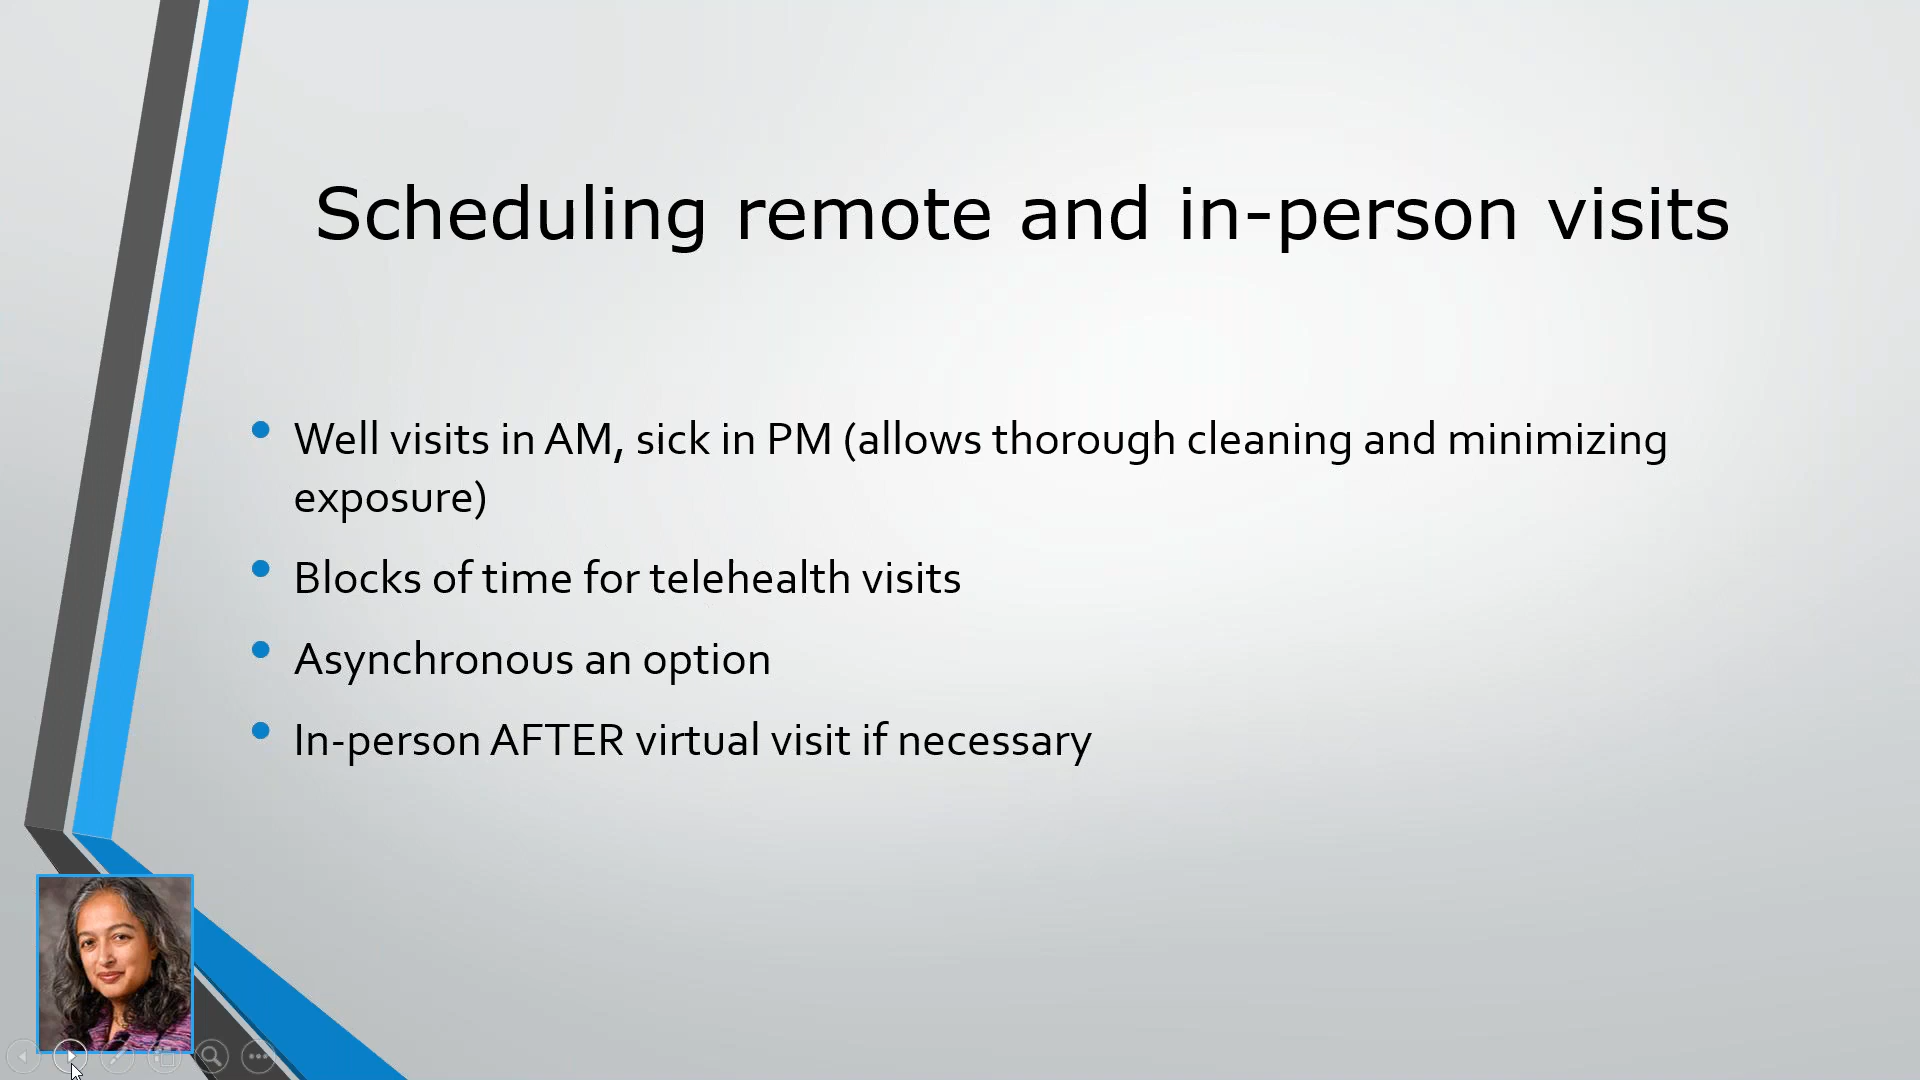 Scheduling remote and in-person visits
Well visits in AM, sick in PM (allows thorough cleaning and minimizing
exposure)
Blocks of time for telehealth visits
Asynchronous an option
In-person AFTER virtual visit if necessary